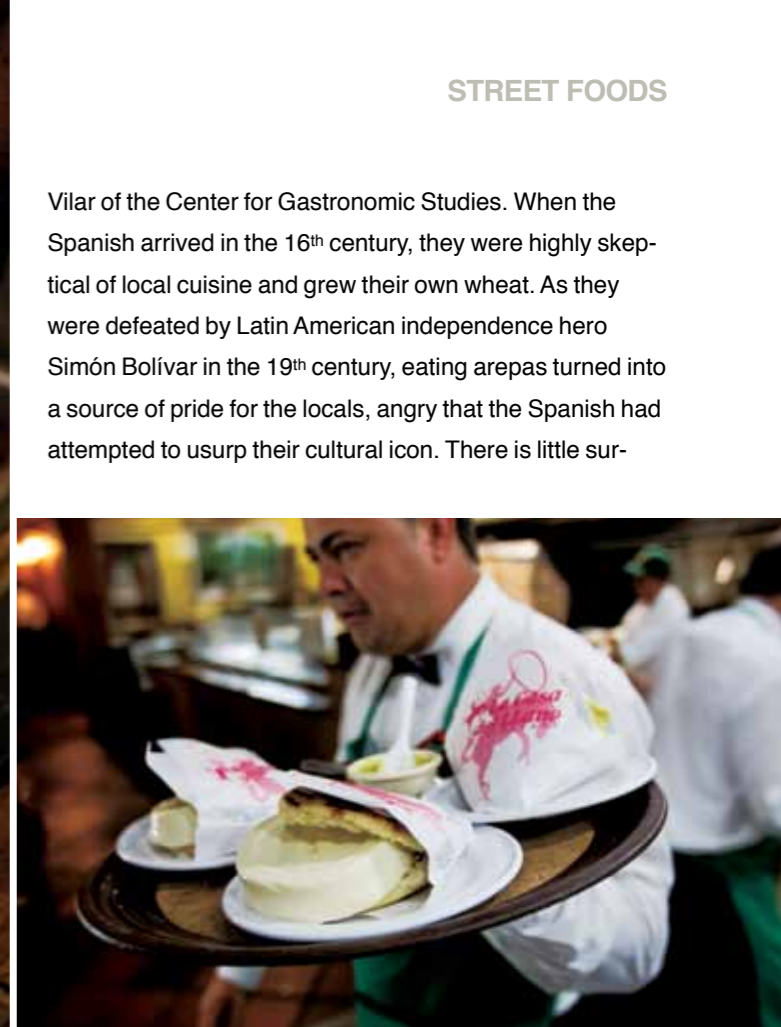 STREET FOODS
Vilar of the Center for Gastronomic Studies. When the
Spanish arrived in the 16th century, they were highly skep-
tical of local cuisine and grew their own wheat. As they
were defeated by Latin American independence hero
Simón Bolívar in the 19th century, eating arepas turned into
a source of pride for the locals, angry that the Spanish had
attempted to usurp their cultural icon. There is little sur-